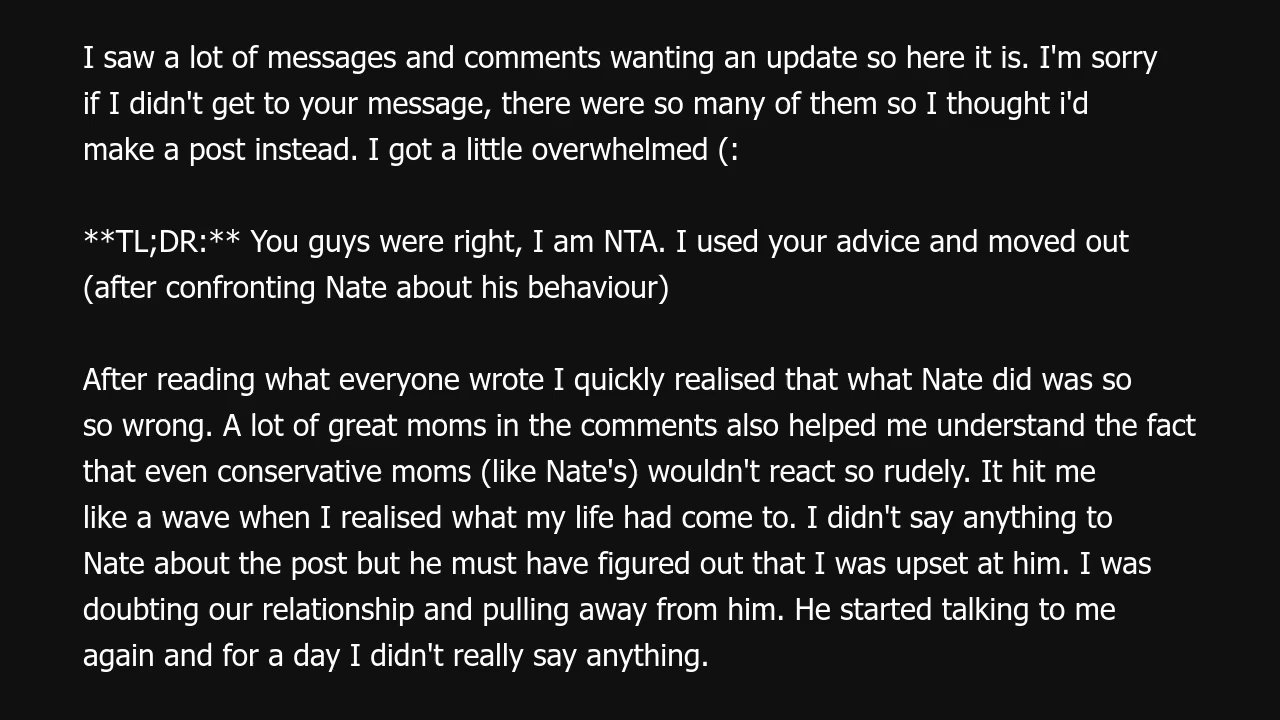 I saw a lot of messages and comments wanting an update so here it is. I'm sorry
if I didn't get to your message, there were so many of them so I thought i'd
make a post instead. I got a little overwhelmed (:
**TL;DR:** You guys were right, I am NTA. I used your advice and moved out
(after confronting Nate about his behaviour)
After reading what everyone wrote I quickly realised that what Nate did was so
so wrong. A lot of great moms in the comments also helped me understand the fact
that even conservative moms (like Nate's) wouldn't react so rudely. It hit me
like a wave when I realised what my life had come to. I didn't say anything to
Nate about the post but he must have figured out that I was upset at him. I was
doubting our relationship and pulling away from him. He started talking to me
again and for a day I didn't really say anything.